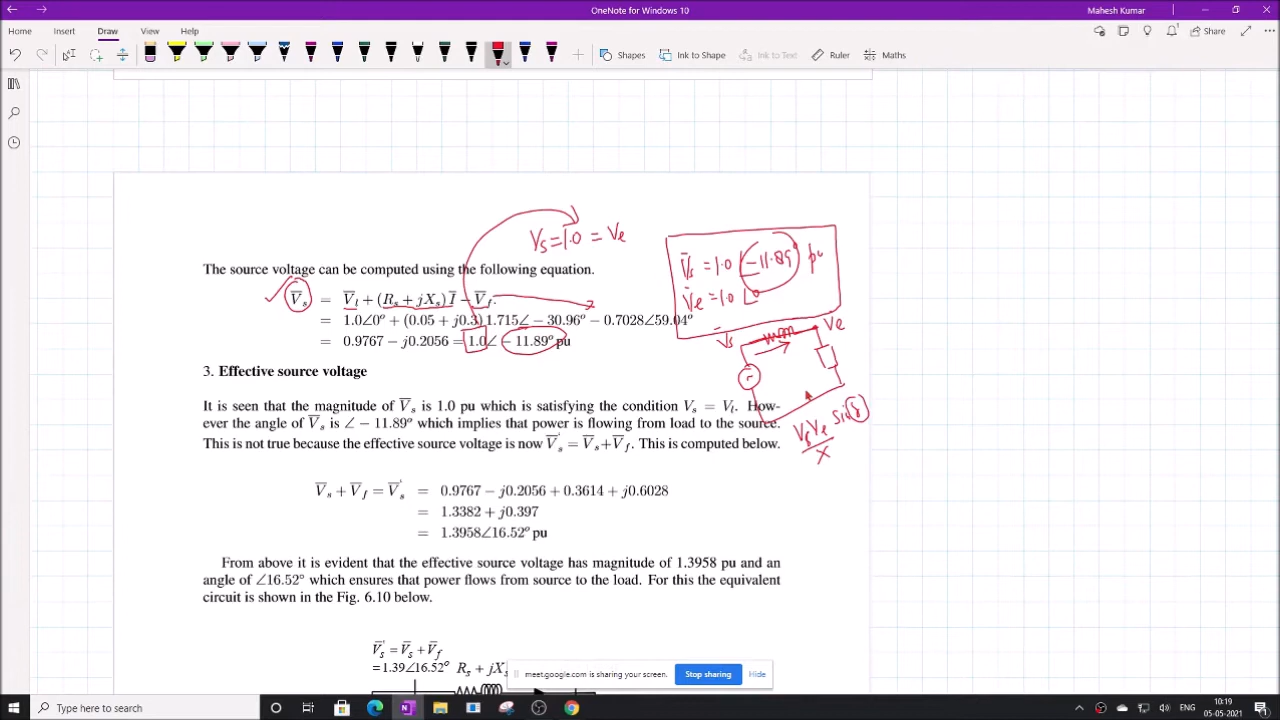 OneNote for Windows 10
Mahesh Kumar
Home Insert Draw View Help Share
Shapes Ink to Shape Ink to Text Ruler Maths
V̅s = 1.0 = Ve
V̅s = 1.0 ∠-11.89° pu
V̅e = 1.0 ∠0°
The source voltage can be computed using the following equation.
V̅s = V̅l + (Rs + jXs) I̅ − V̅f.
= 1.0∠0° + (0.05 + j0.3) 1.715∠ − 30.96° − 0.7028∠59.04°
= 0.9767 − j0.2056 = 1.0∠ − 11.89° pu
V̅s
Ve
3. Effective source voltage
It is seen that the magnitude of V̅s is 1.0 pu which is satisfying the condition Vs = Vl. How-
ever the angle of V̅s is ∠ − 11.89° which implies that power is flowing from load to the source.
This is not true because the effective source voltage is now V̅s' = V̅s+V̅f. This is computed below.
VsVe sin δ
X
V̅s + V̅f = V̅s' = 0.9767 − j0.2056 + 0.3614 + j0.6028
= 1.3382 + j0.397
= 1.3958∠16.52° pu
From above it is evident that the effective source voltage has magnitude of 1.3958 pu and an
angle of ∠16.52° which ensures that power flows from source to the load. For this the equivalent
circuit is shown in the Fig. 6.10 below.
V̅s' = V̅s + V̅f
= 1.39∠16.52° Rs + jXs
meet.google.com is sharing your screen. Stop sharing Hide
Type here to search
ENG
10:19
05-05-2021